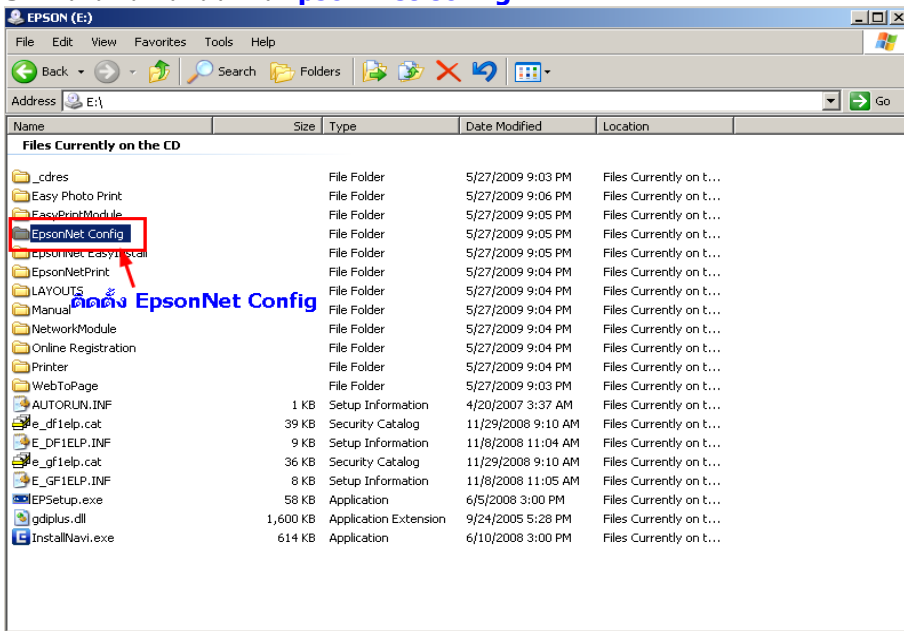 EPSON (E:)
File Edit View Favorites Tools Help
Back Search Folders
Address E:\ Go
Name Size Type Date Modified Location
Files Currently on the CD
_cdres File Folder 5/27/2009 9:03 PM Files Currently on t...
Easy Photo Print File Folder 5/27/2009 9:06 PM Files Currently on t...
EasyPrintModule File Folder 5/27/2009 9:05 PM Files Currently on t...
EpsonNet Config File Folder 5/27/2009 9:05 PM Files Currently on t...
EpsonNet EasyInstall File Folder 5/27/2009 9:05 PM Files Currently on t...
EpsonNetPrint File Folder 5/27/2009 9:04 PM Files Currently on t...
LAYOUTS File Folder 5/27/2009 9:04 PM Files Currently on t...
ติดตั้ง EpsonNet Config
Manual File Folder 5/27/2009 9:04 PM Files Currently on t...
NetworkModule File Folder 5/27/2009 9:04 PM Files Currently on t...
Online Registration File Folder 5/27/2009 9:04 PM Files Currently on t...
Printer File Folder 5/27/2009 9:04 PM Files Currently on t...
WebToPage File Folder 5/27/2009 9:03 PM Files Currently on t...
AUTORUN.INF 1 KB Setup Information 4/20/2007 3:37 AM Files Currently on t...
e_df1elp.cat 39 KB Security Catalog 11/29/2008 9:10 AM Files Currently on t...
E_DF1ELP.INF 9 KB Setup Information 11/8/2008 11:04 AM Files Currently on t...
e_gf1elp.cat 36 KB Security Catalog 11/29/2008 9:10 AM Files Currently on t...
E_GF1ELP.INF 8 KB Setup Information 11/8/2008 11:05 AM Files Currently on t...
EPSetup.exe 58 KB Application 6/5/2008 3:00 PM Files Currently on t...
gdiplus.dll 1,600 KB Application Extension 9/24/2005 5:28 PM Files Currently on t...
InstallNavi.exe 614 KB Application 6/10/2008 3:00 PM Files Currently on t...